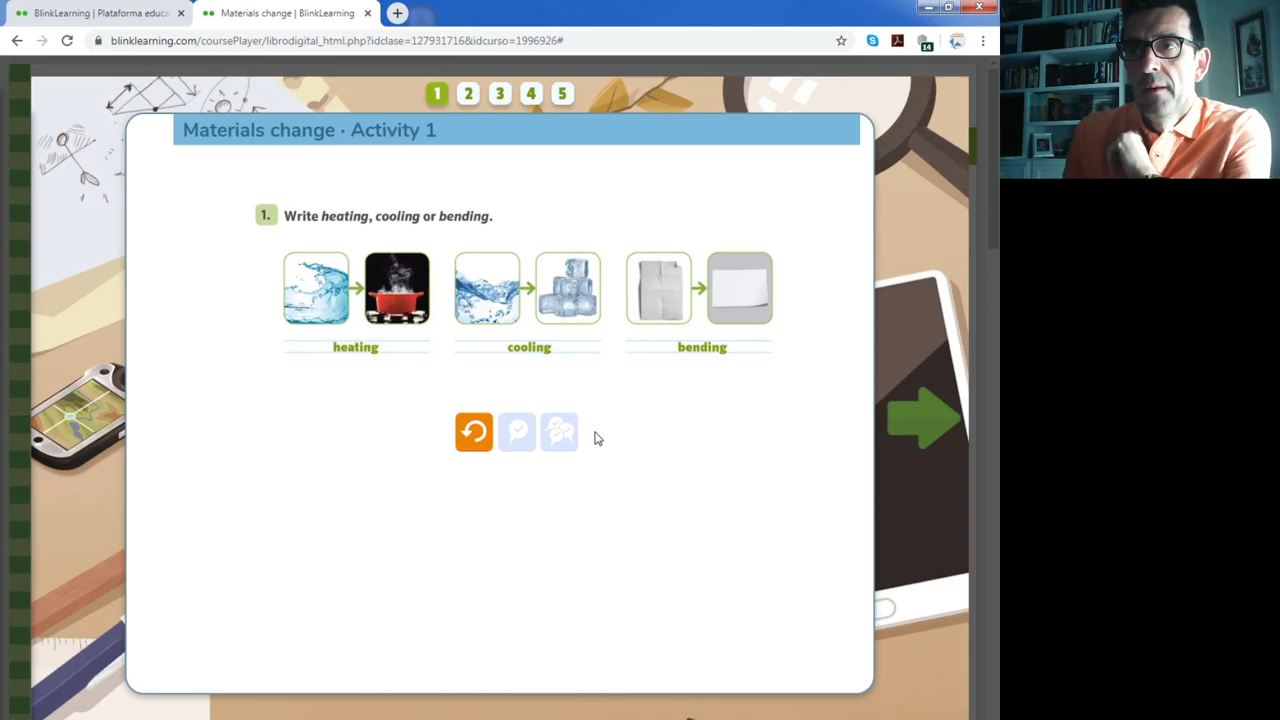 BlinkLearning | Plataforma educa
Materials change | BlinkLearning
blinklearning.com/coursePlayer/librodigital_html.php?idclase=127931716&idcurso=1996926#
14
1 2 3 4 5
Materials change · Activity 1
1. Write heating, cooling or bending.
heating cooling bending